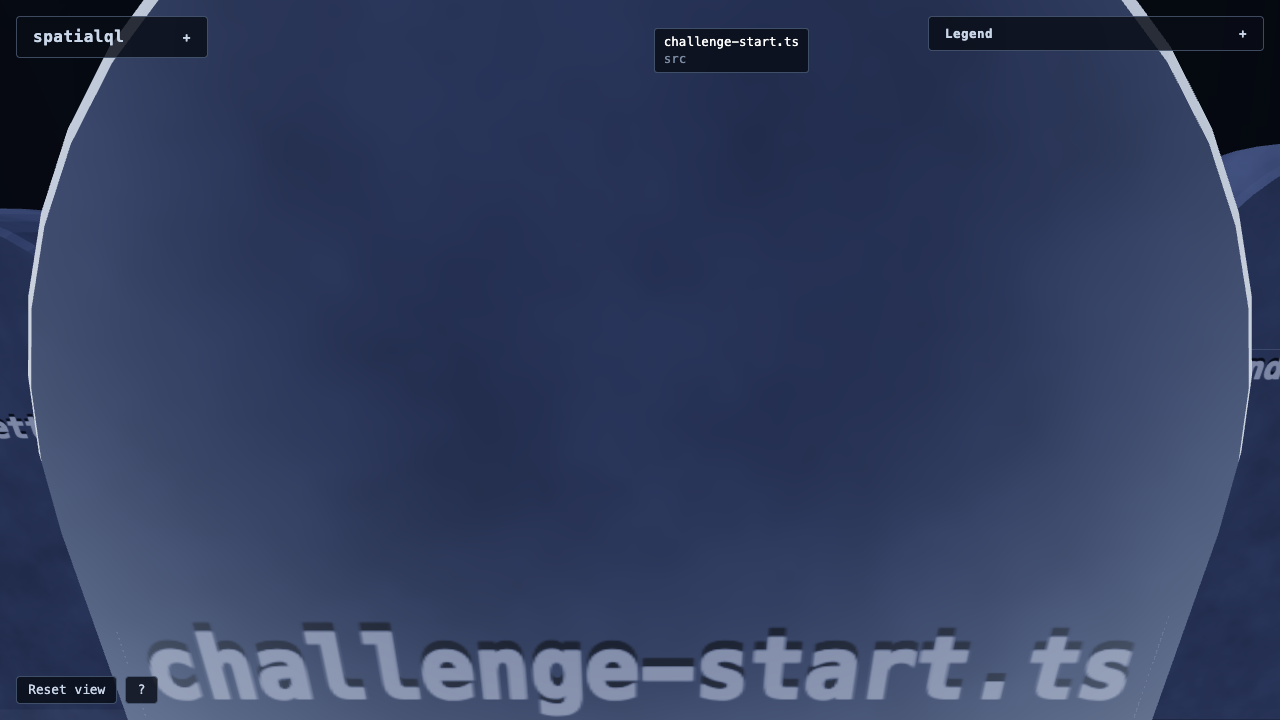 spatialql +
challenge-start.ts
src
Legend +
challenge-start.ts
Reset view ?